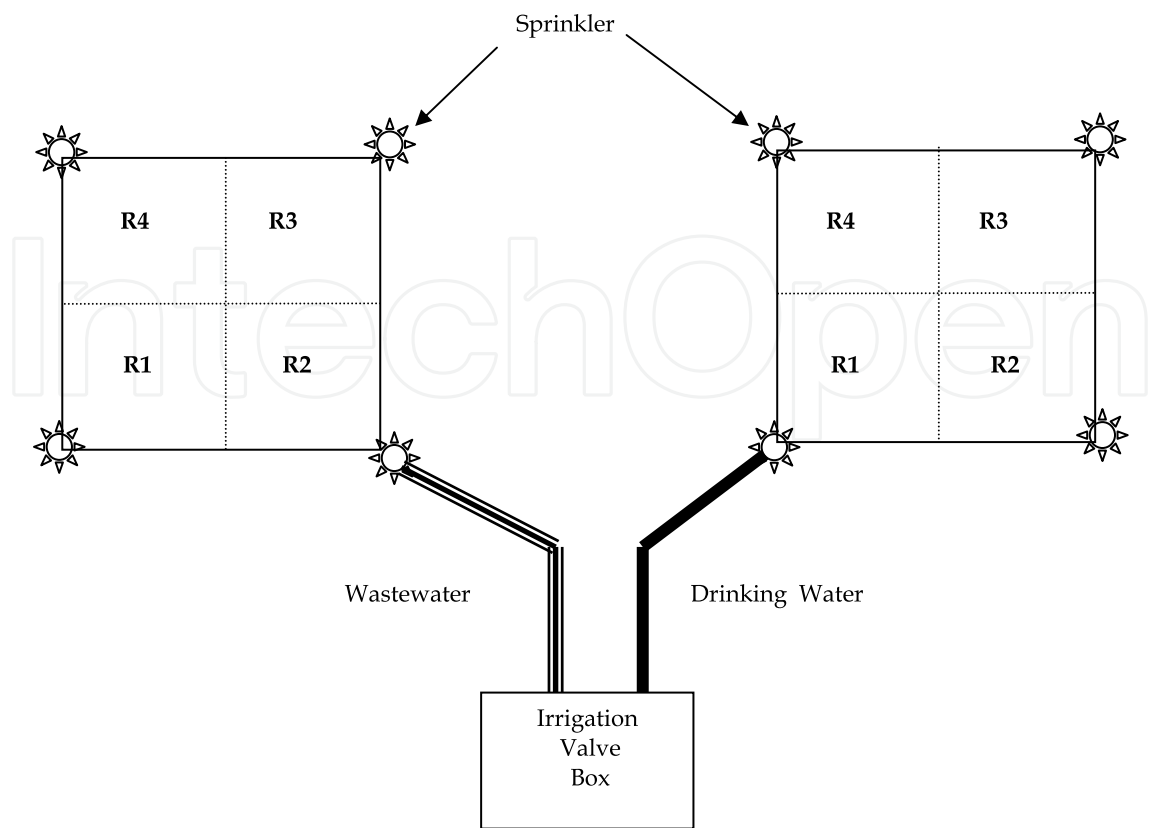 Sprinkler
R4 R3 R4 R3
IntechOpen
R1 R2 R1 R2
Wastewater Drinking Water
Irrigation
Valve
Box